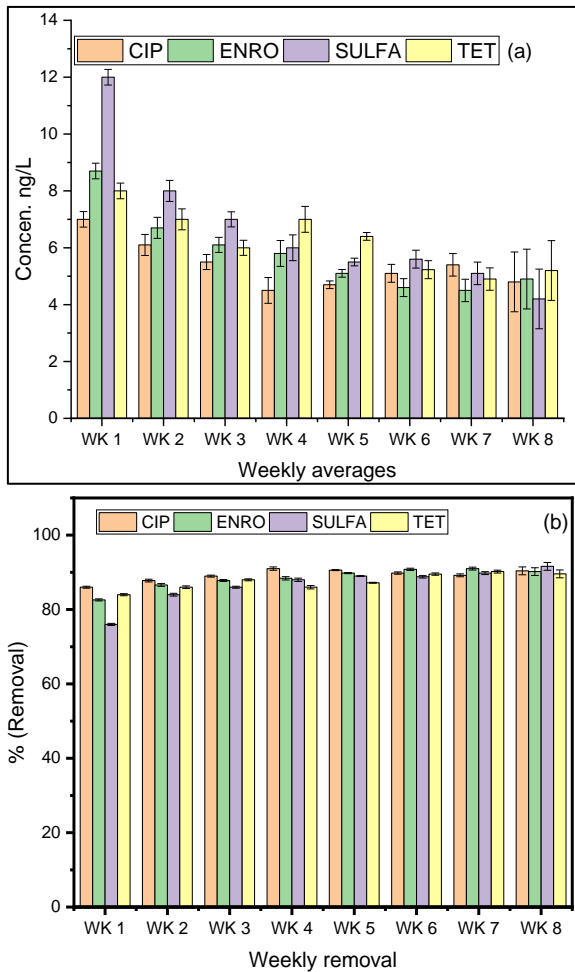 CIP ENRO SULFA TET (a)
14
12
10
8
6
4
2
0
Concen. ng/L
WK 1 WK 2 WK 3 WK 4 WK 5 WK 6 WK 7 WK 8
Weekly averages
CIP ENRO SULFA TET (b)
100
80
60
40
20
0
% (Removal)
WK 1 WK 2 WK 3 WK 4 WK 5 WK 6 WK 7 WK 8
Weekly removal